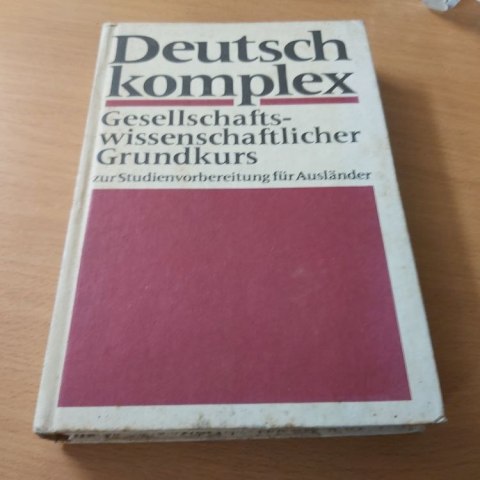 Deutsch
komplex
Gesellschafts-
wissenschaftlicher
Grundkurs
zur Studienvorbereitung für Ausländer